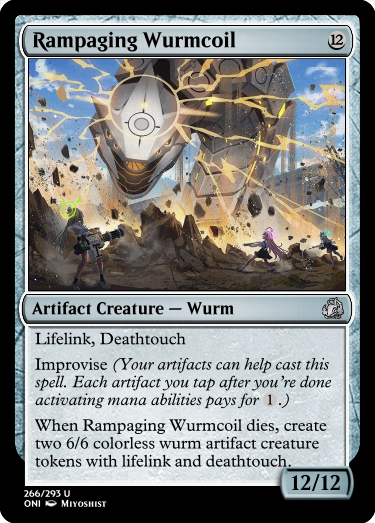 Rampaging Wurmcoil 12
Artifact Creature — Wurm
Lifelink, Deathtouch
Improvise (Your artifacts can help cast this
spell. Each artifact you tap after you're done
activating mana abilities pays for 1.)
When Rampaging Wurmcoil dies, create
two 6/6 colorless wurm artifact creature
tokens with lifelink and deathtouch.
12/12
266/293 U
ONI Miyoshist